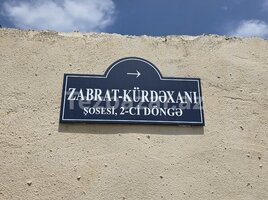 →
ZABRAT-KÜRDƏXANI
ŞOSESİ, 2-Cİ DÖNGƏ